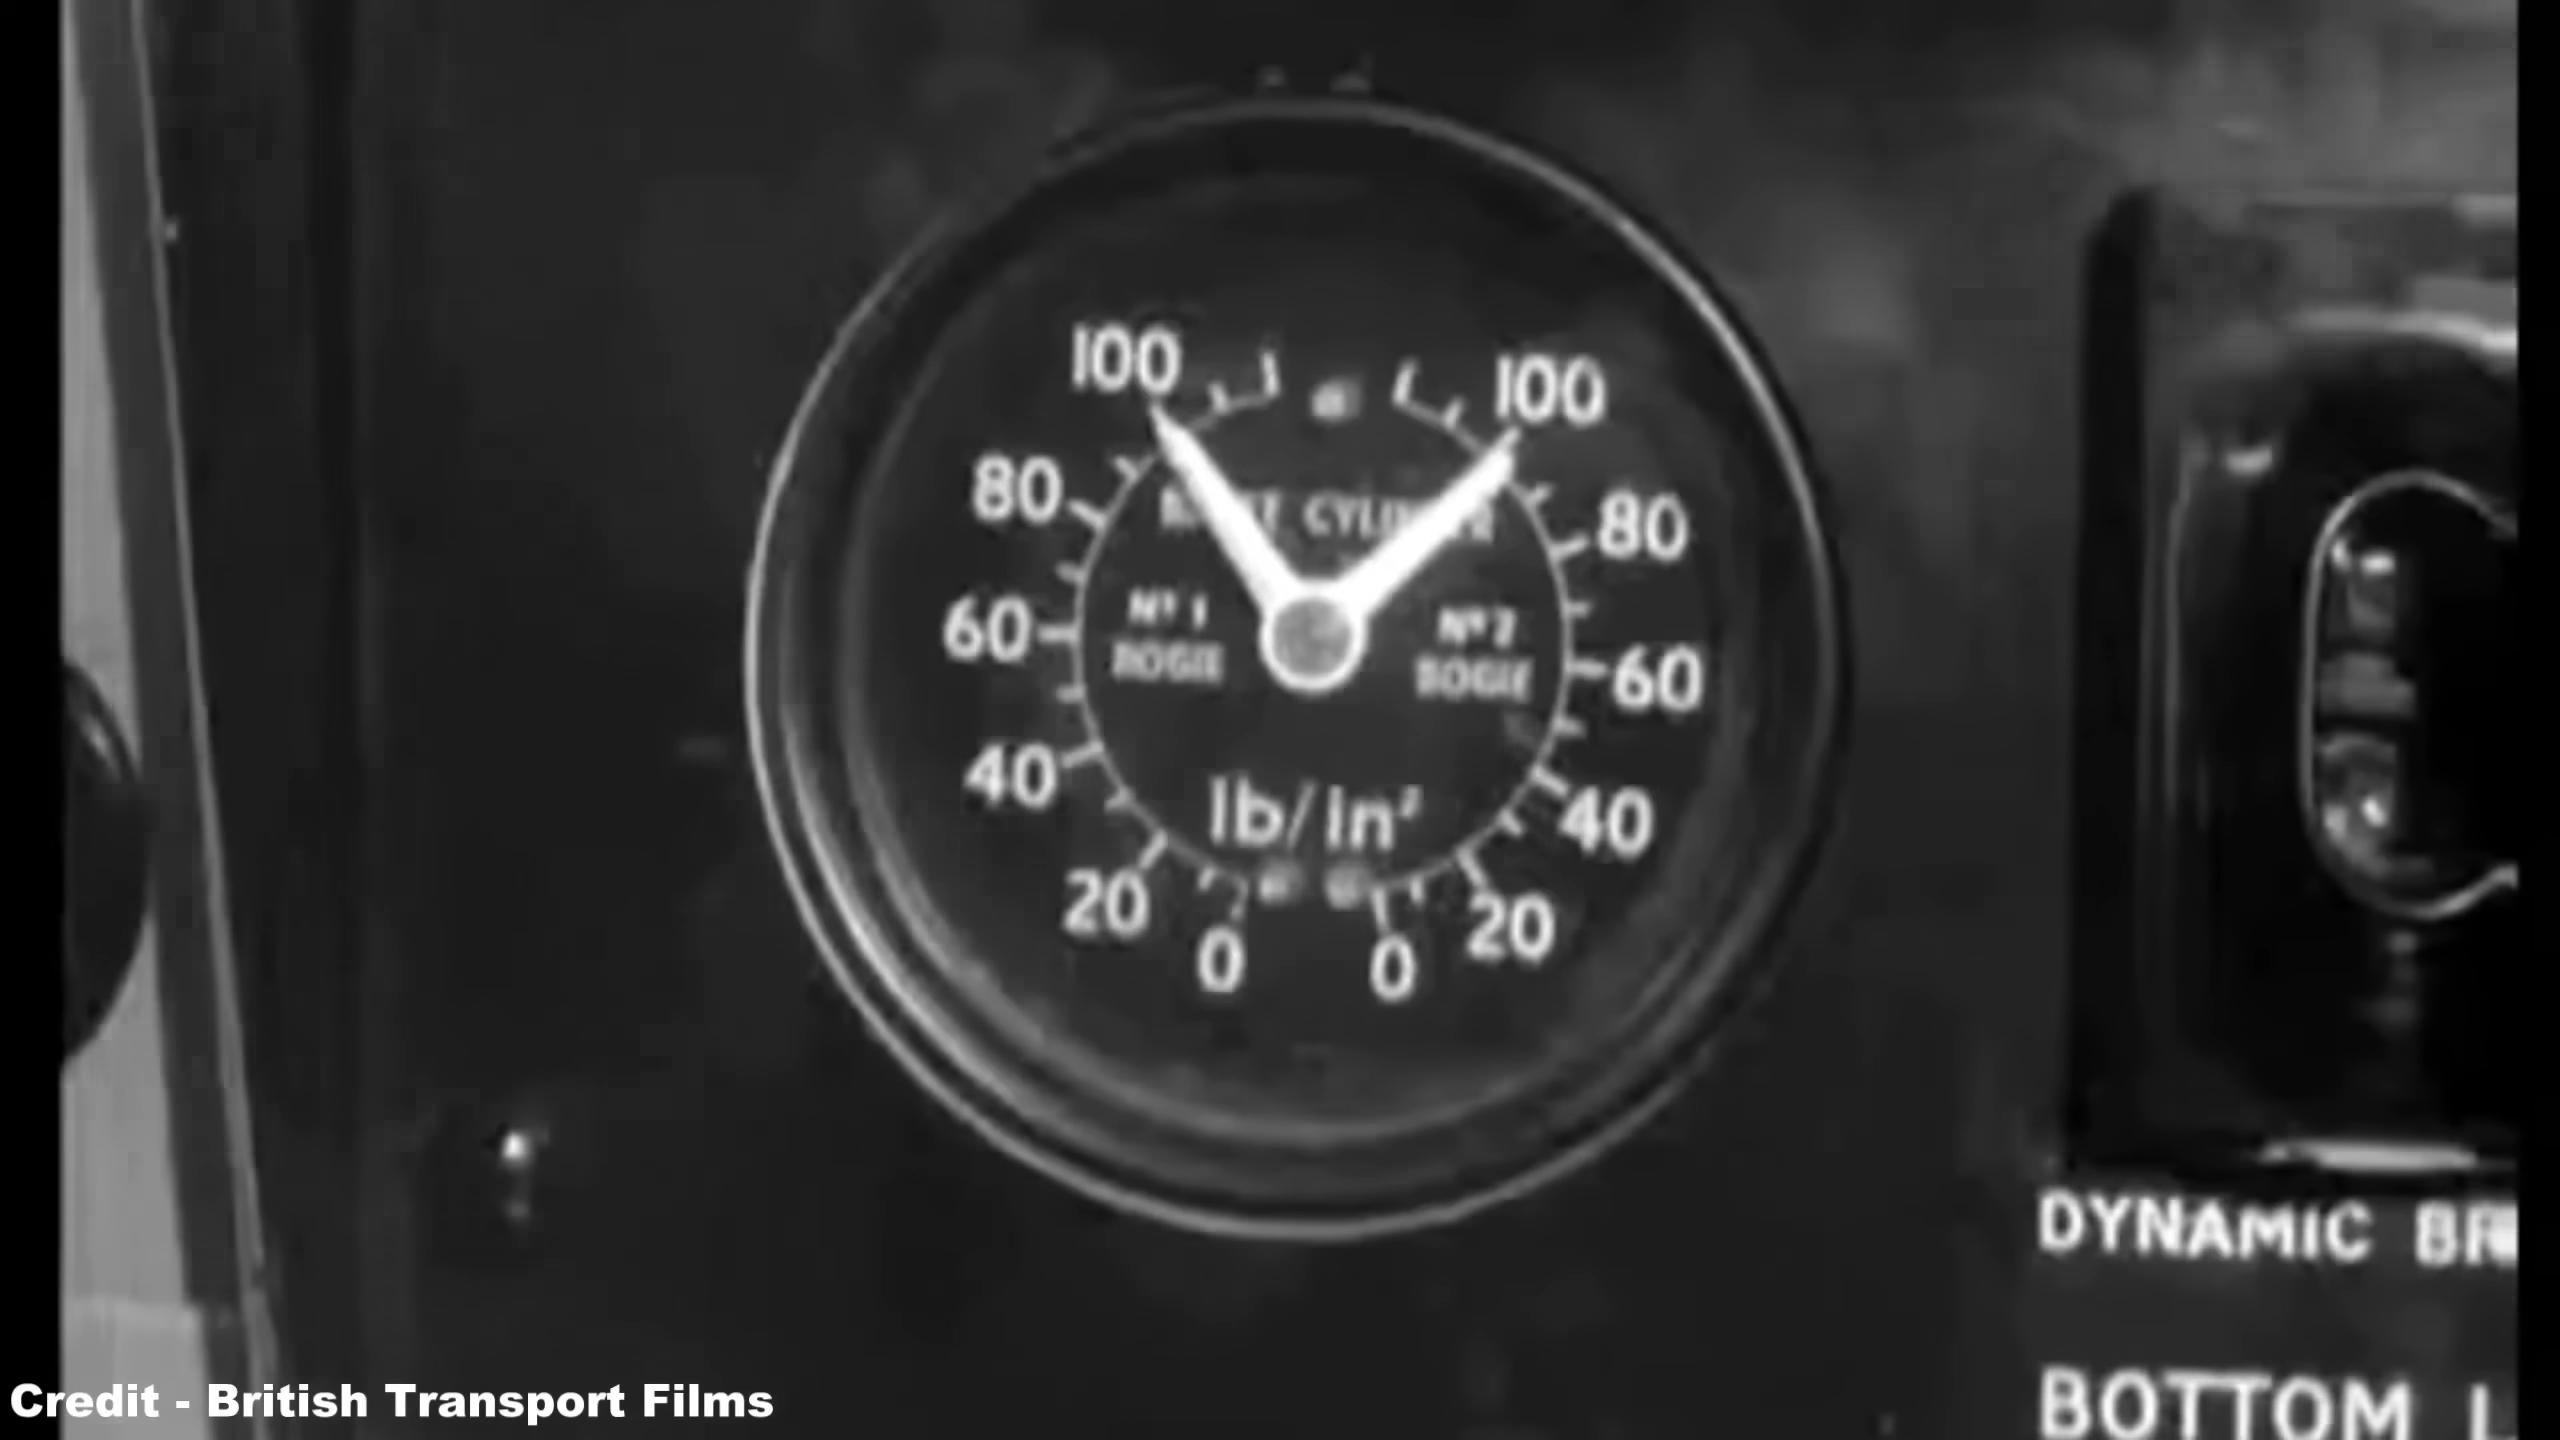 100 100
80 80
CYLINDER
60 Nº 1 Nº 2 60
BOGIE BOGIE
40 40
lb/in²
20 20
0 0
DYNAMIC BR
BOTTOM L
Credit - British Transport Films